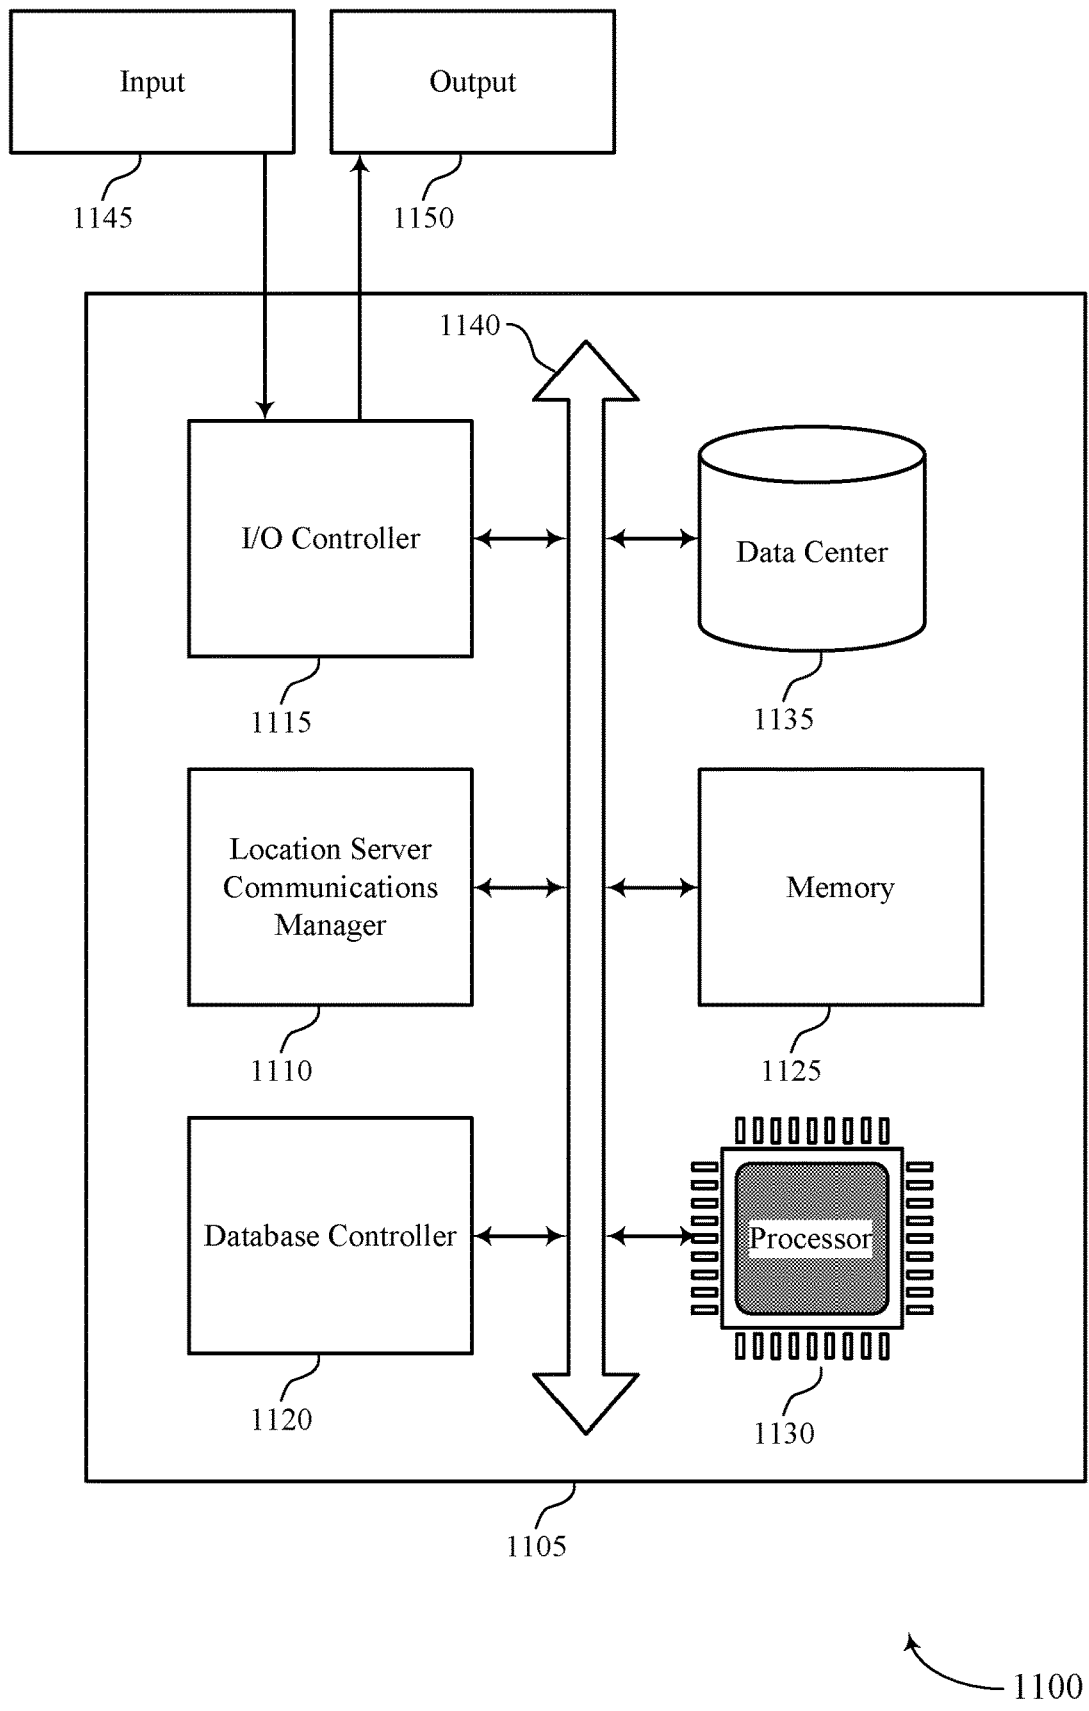 Input
Output
1145
1150
1140
I/O Controller
Data Center
1115
1135
Location Server
Communications
Manager
Memory
1110
1125
Database Controller
Processor
1120
1130
1105
1100